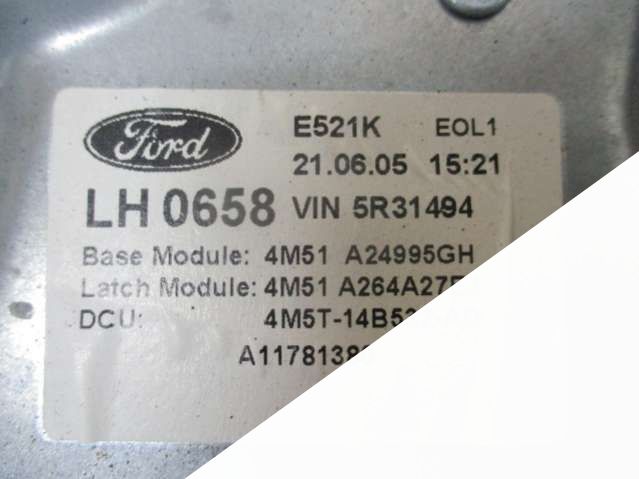 Ford
E521K EOL1
21.06.05 15:21
LH 0658 VIN 5R31494
Base Module: 4M51 A24995GH
Latch Module: 4M51
DCU: